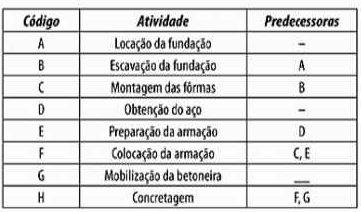 Código Atividade Predecessoras
A Locação da fundação –
B Escavação da fundação A
C Montagem das fôrmas B
D Obtenção do aço –
E Preparação da armação D
F Colocação da armação C, E
G Mobilização da betoneira __
H Concretagem F, G